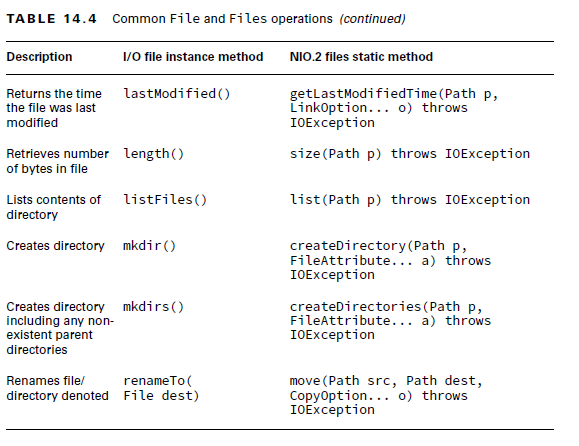 TABLE 14.4 Common File and Files operations (continued)
Description I/O file instance method NIO.2 files static method
Returns the time lastModified() getLastModifiedTime(Path p,
the file was last LinkOption... o) throws
modified IOException
Retrieves number length() size(Path p) throws IOException
of bytes in file
Lists contents of listFiles() list(Path p) throws IOException
directory
Creates directory mkdir() createDirectory(Path p,
FileAttribute... a) throws
IOException
Creates directory mkdirs() createDirectories(Path p,
including any non- FileAttribute... a) throws
existent parent IOException
directories
Renames file/ renameTo( move(Path src, Path dest,
directory denoted File dest) CopyOption... o) throws
IOException